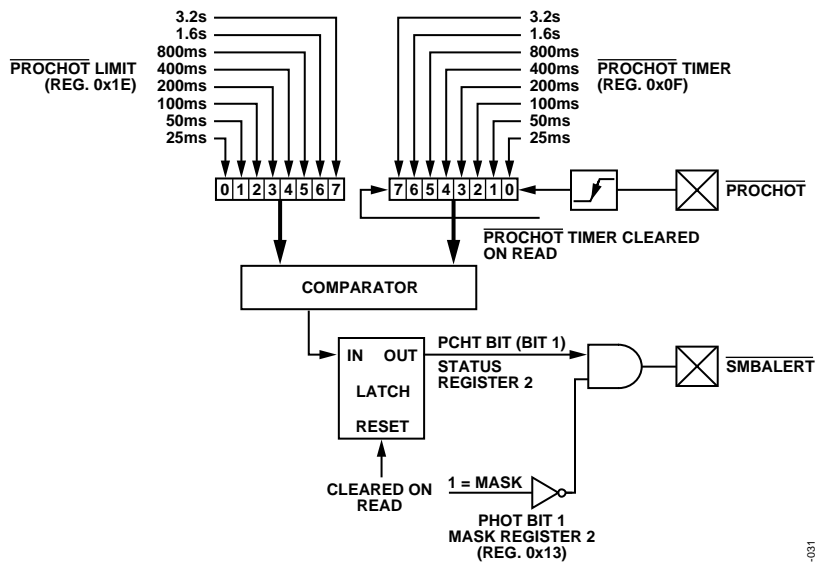 3.2s
1.6s
800ms
400ms
200ms
100ms
50ms
25ms
PROCHOT LIMIT
(REG. 0x1E)
0 1 2 3 4 5 6 7
3.2s
1.6s
800ms
400ms
200ms
100ms
50ms
25ms
PROCHOT TIMER
(REG. 0x0F)
7 6 5 4 3 2 1 0
PROCHOT
PROCHOT TIMER CLEARED
ON READ
COMPARATOR
IN OUT
LATCH
RESET
PCHT BIT (BIT 1)
STATUS
REGISTER 2
SMBALERT
CLEARED ON
READ
1 = MASK
PHOT BIT 1
MASK REGISTER 2
(REG. 0x13)
-031